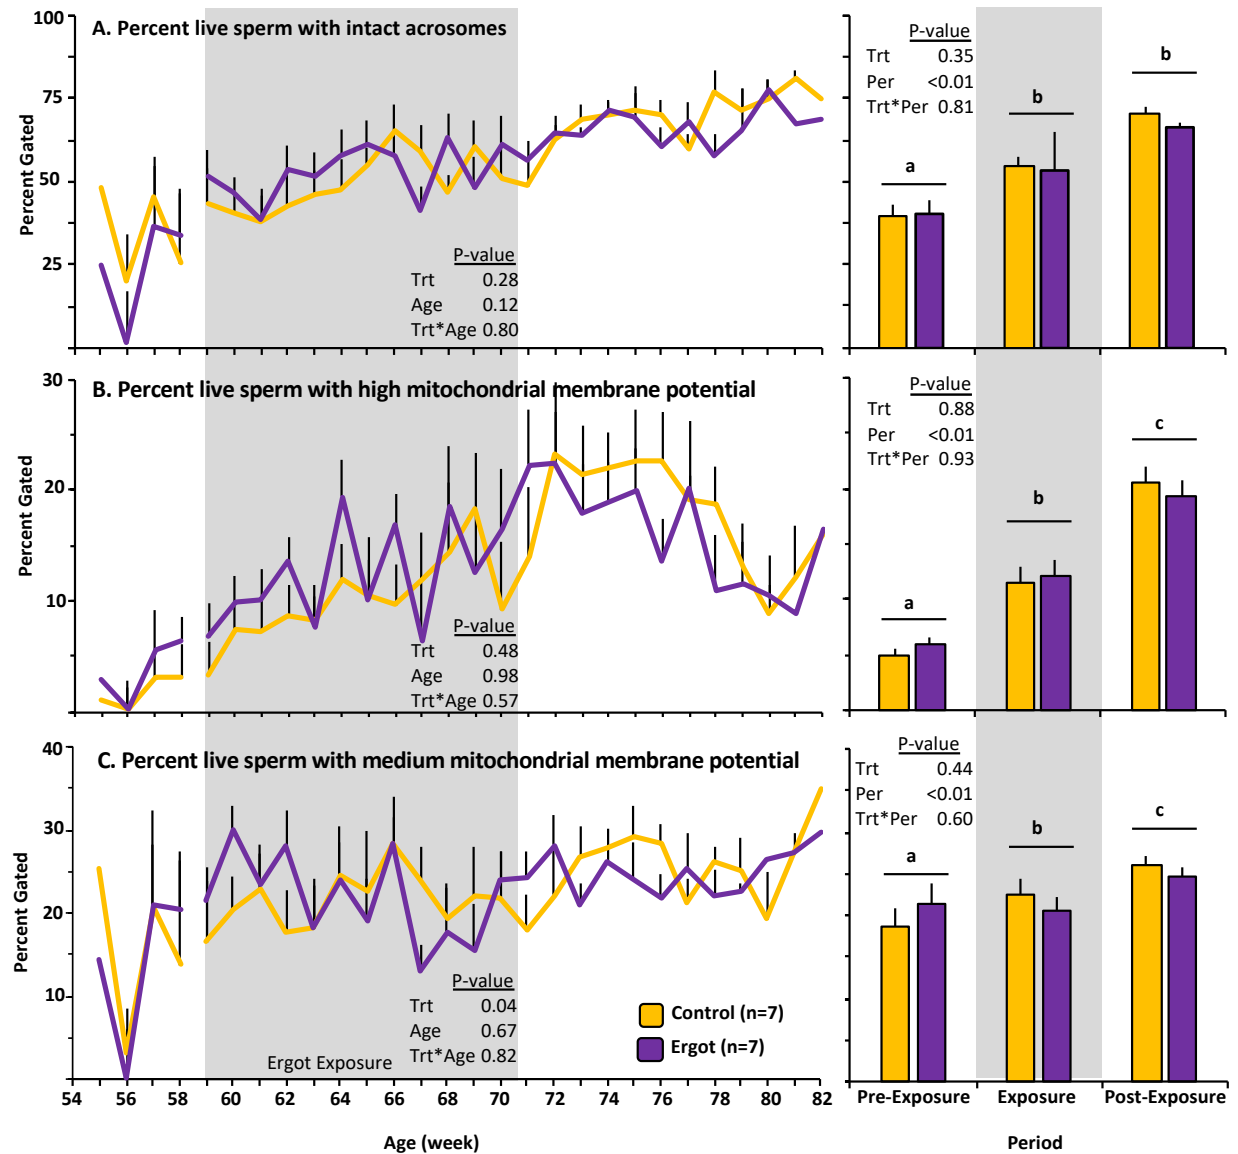 A. Percent live sperm with intact acrosomes
100
75
50
25
Percent Gated
P-value
Trt 0.28
Age 0.12
Trt*Age 0.80
P-value
Trt 0.35
Per <0.01
Trt*Per 0.81
a
b
b
B. Percent live sperm with high mitochondrial membrane potential
30
20
10
Percent Gated
P-value
Trt 0.48
Age 0.98
Trt*Age 0.57
P-value
Trt 0.88
Per <0.01
Trt*Per 0.93
a
b
c
C. Percent live sperm with medium mitochondrial membrane potential
40
30
20
10
Percent Gated
P-value
Trt 0.04
Age 0.67
Trt*Age 0.82
Ergot Exposure
Control (n=7)
Ergot (n=7)
P-value
Trt 0.44
Per <0.01
Trt*Per 0.60
a
b
c
54 56 58 60 62 64 66 68 70 72 74 76 78 80 82
Age (week)
Pre-Exposure Exposure Post-Exposure
Period